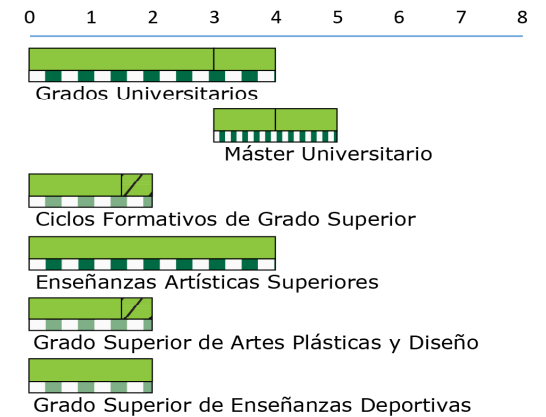 0 1 2 3 4 5 6 7 8
Grados Universitarios
Máster Universitario
Ciclos Formativos de Grado Superior
Enseñanzas Artísticas Superiores
Grado Superior de Artes Plásticas y Diseño
Grado Superior de Enseñanzas Deportivas